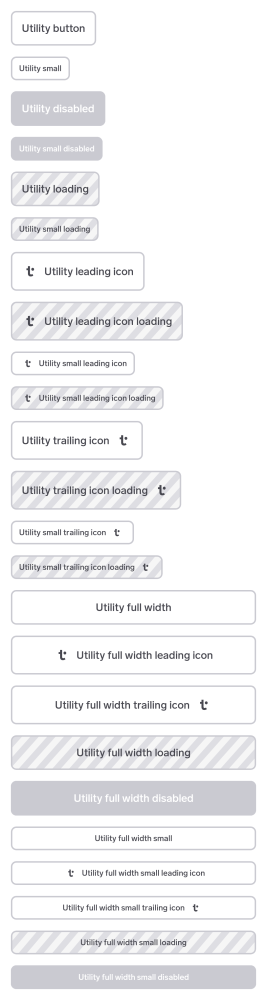 Utility button
Utility small
Utility disabled
Utility small disabled
Utility loading
Utility small loading
Utility leading icon
Utility leading icon loading
Utility small leading icon
Utility small leading icon loading
Utility trailing icon
Utility trailing icon loading
Utility small trailing icon
Utility small trailing icon loading
Utility full width
Utility full width leading icon
Utility full width trailing icon
Utility full width loading
Utility full width disabled
Utility full width small
Utility full width small leading icon
Utility full width small trailing icon
Utility full width small loading
Utility full width small disabled